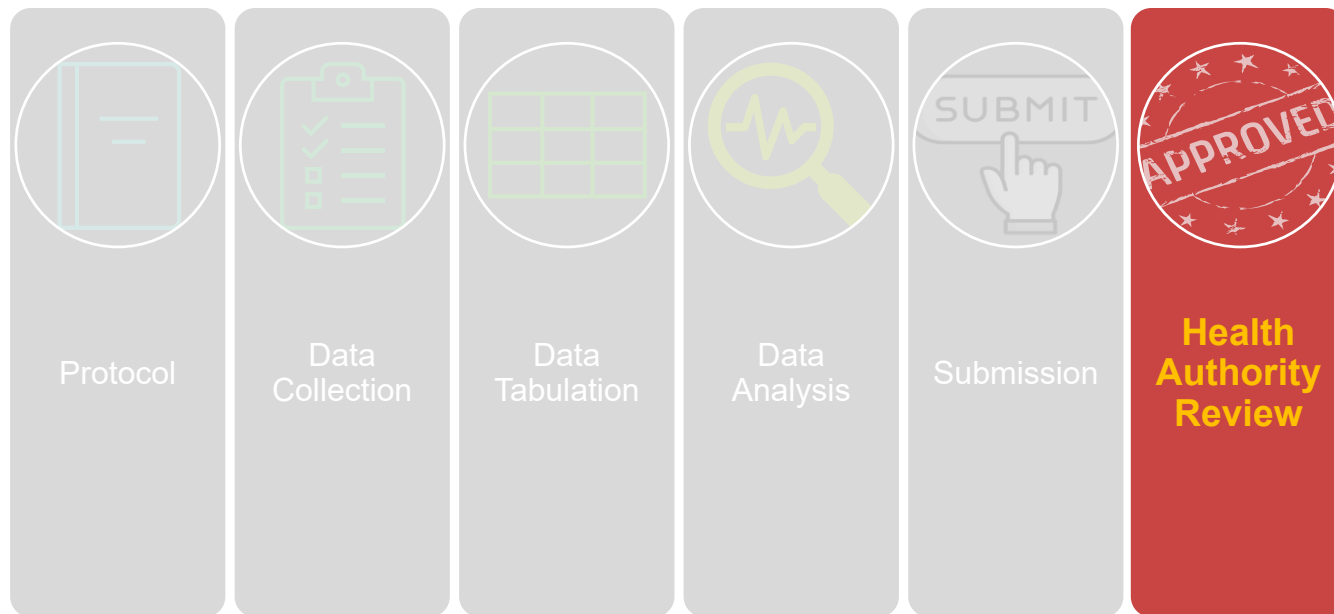 SUBMIT
APPROVED
Protocol
Data
Collection
Data
Tabulation
Data
Analysis
Submission
Health
Authority
Review